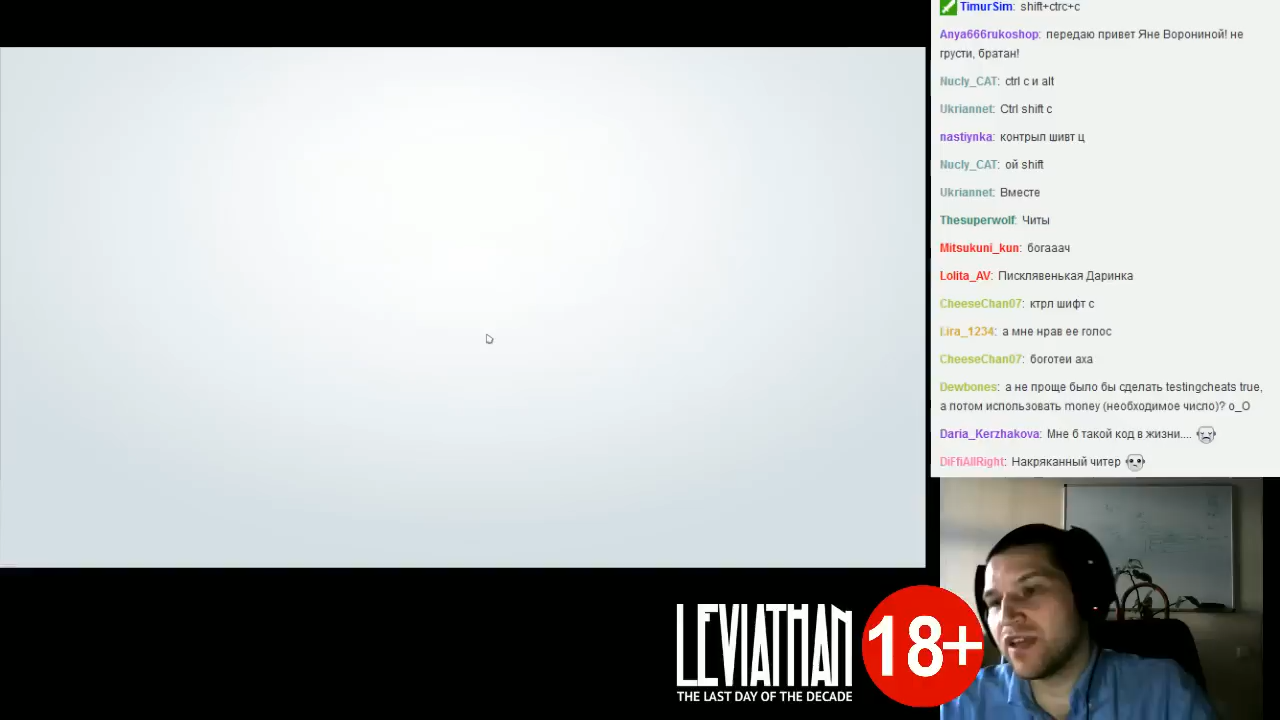 TimurSim: shift+ctrc+c
Anya666rukoshop: передаю привет Яне Ворониной! не
грусти, братан!
Nucly_CAT: ctrl c и alt
Ukriannet: Ctrl shift c
nastiynka: контрыл шивт ц
Nucly_CAT: ой shift
Ukriannet: Вместе
Thesuperwolf: Читы
Mitsukuni_kun: богааач
Lolita_AV: Писклявенькая Даринка
CheeseChan07: ктрл шифт с
Lira_1234: а мне нрав ее голос
CheeseChan07: боготеи аха
Dewbones: а не проще было бы сделать testingcheats true,
а потом использовать money (необходимое число)? о_О
Daria_Kerzhakova: Мне б такой код в жизни....
DiFfiAllRight: Накряканный читер
LEVIATHAN
THE LAST DAY OF THE DECADE
18+